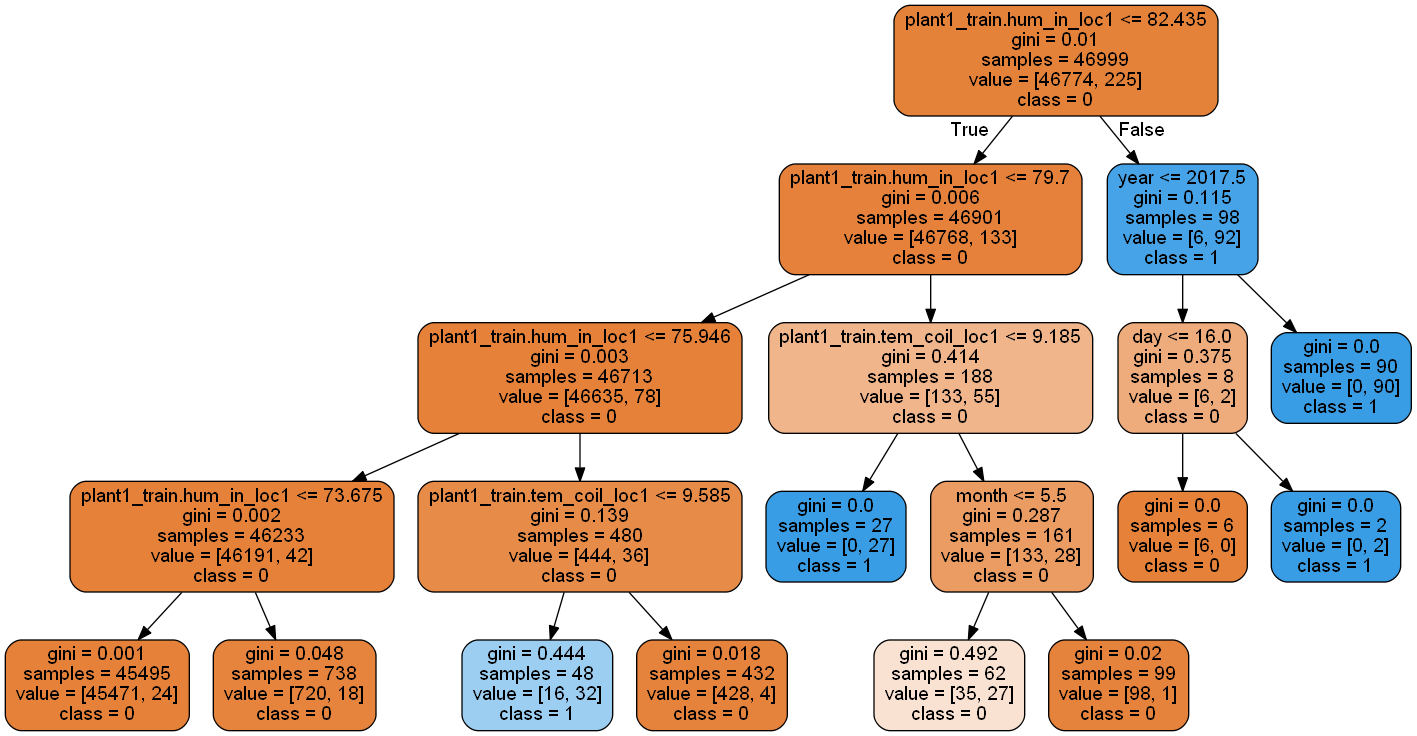 plant1_train.hum_in_loc1 <= 82.435
gini = 0.01
samples = 46999
value = [46774, 225]
class = 0
True
False
plant1_train.hum_in_loc1 <= 79.7
gini = 0.006
samples = 46901
value = [46768, 133]
class = 0
year <= 2017.5
gini = 0.115
samples = 98
value = [6, 92]
class = 1
plant1_train.hum_in_loc1 <= 75.946
gini = 0.003
samples = 46713
value = [46635, 78]
class = 0
plant1_train.tem_coil_loc1 <= 9.185
gini = 0.414
samples = 188
value = [133, 55]
class = 0
day <= 16.0
gini = 0.375
samples = 8
value = [6, 2]
class = 0
gini = 0.0
samples = 90
value = [0, 90]
class = 1
plant1_train.hum_in_loc1 <= 73.675
gini = 0.002
samples = 46233
value = [46191, 42]
class = 0
plant1_train.tem_coil_loc1 <= 9.585
gini = 0.139
samples = 480
value = [444, 36]
class = 0
gini = 0.0
samples = 27
value = [0, 27]
class = 1
month <= 5.5
gini = 0.287
samples = 161
value = [133, 28]
class = 0
gini = 0.0
samples = 6
value = [6, 0]
class = 0
gini = 0.0
samples = 2
value = [0, 2]
class = 1
gini = 0.001
samples = 45495
value = [45471, 24]
class = 0
gini = 0.048
samples = 738
value = [720, 18]
class = 0
gini = 0.444
samples = 48
value = [16, 32]
class = 1
gini = 0.018
samples = 432
value = [428, 4]
class = 0
gini = 0.492
samples = 62
value = [35, 27]
class = 0
gini = 0.02
samples = 99
value = [98, 1]
class = 0